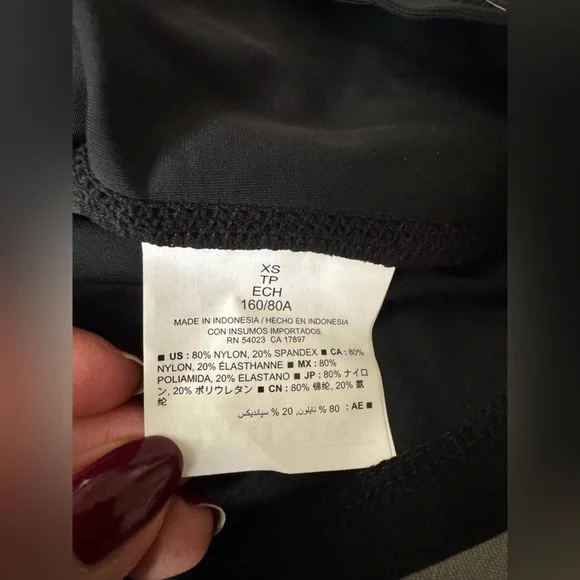 XS
TP
ECH
160/80A
MADE IN INDONESIA / HECHO EN INDONESIA
CON INSUMOS IMPORTADOS
RN 54023 CA 17897
■ US : 80% NYLON, 20% SPANDEX ■ CA : 80%
NYLON, 20% ÉLASTHANNE ■ MX : 80%
POLIAMIDA, 20% ELASTANO ■ JP : 80% ナイロ
ン, 20% ポリウレタン ■ CN : 80% 锦纶, 20% 氨
纶
■ AE : 80 % نايلون, 20 % سپانديكس